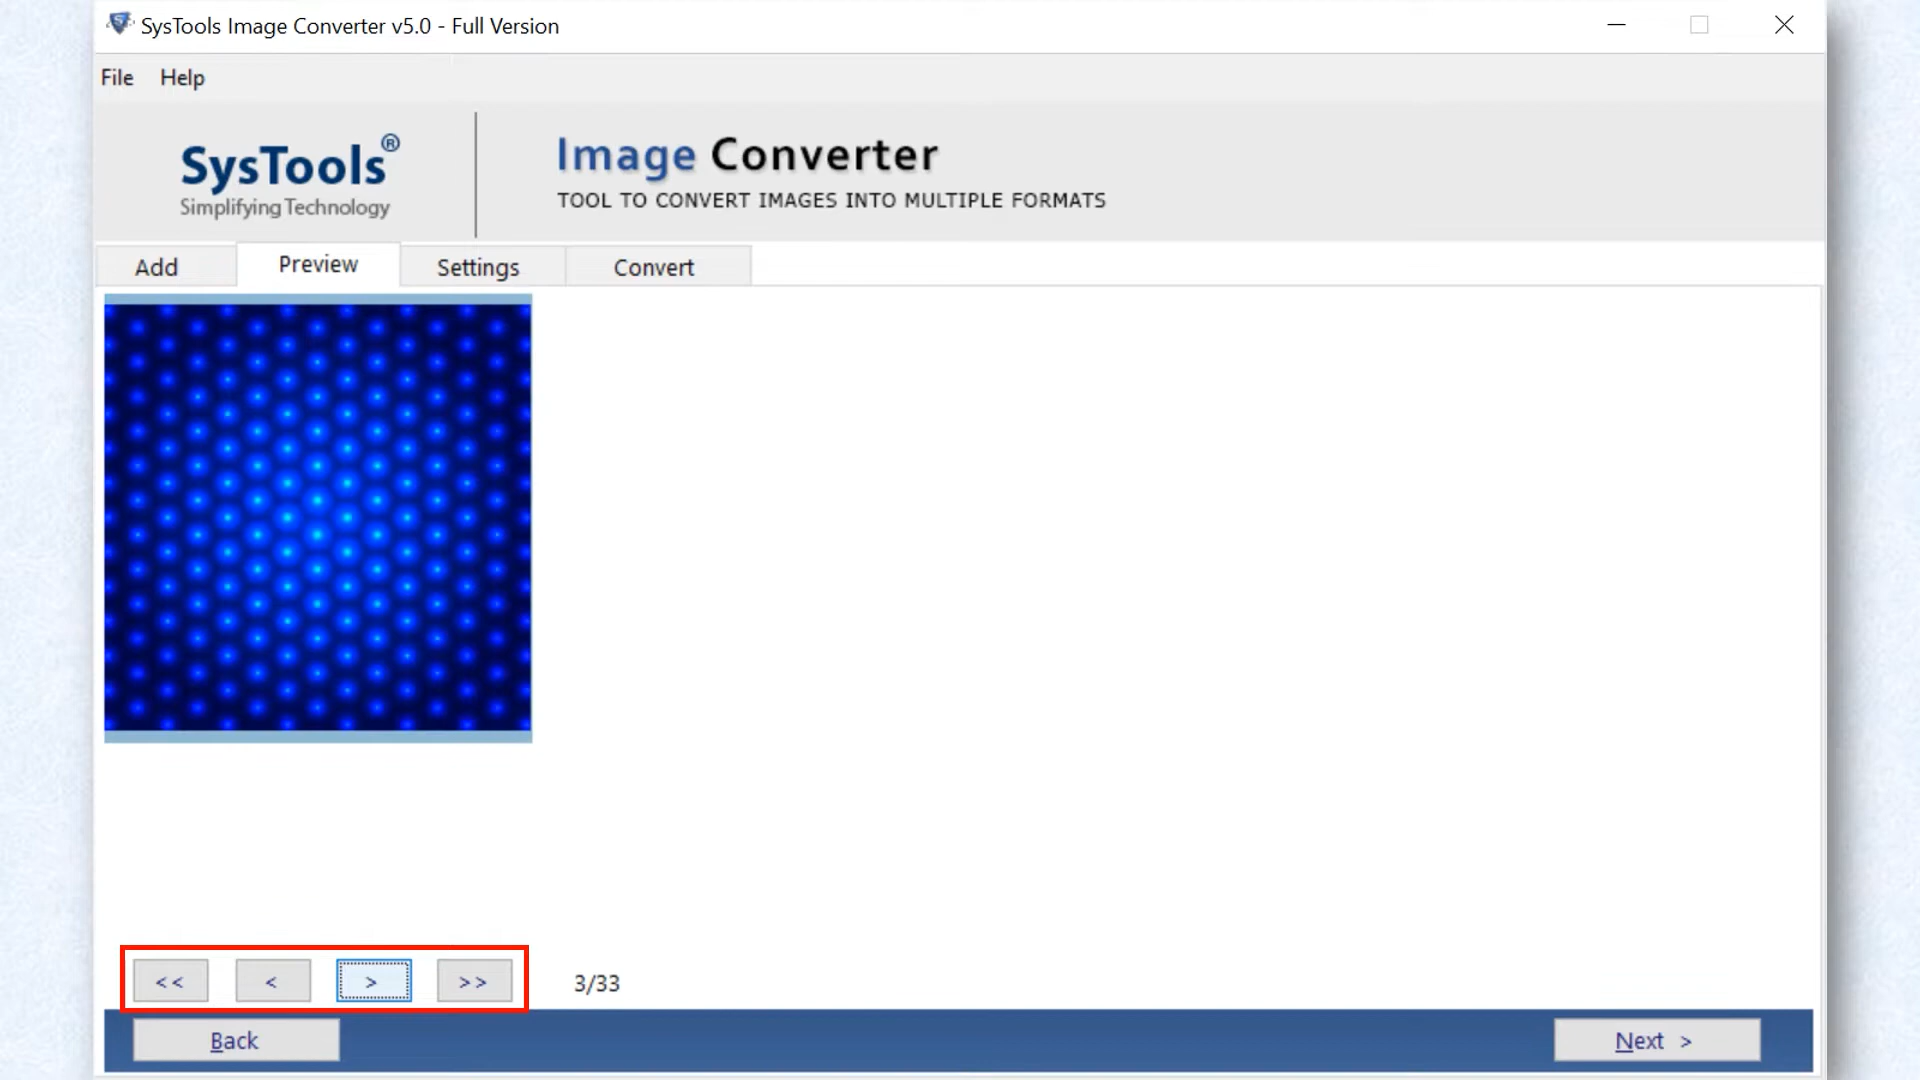 SysTools Image Converter v5.0 - Full Version
File Help
SysTools®
Simplifying Technology
Image Converter
TOOL TO CONVERT IMAGES INTO MULTIPLE FORMATS
Add Preview Settings Convert
<< < > >> 3/33
Back Next >